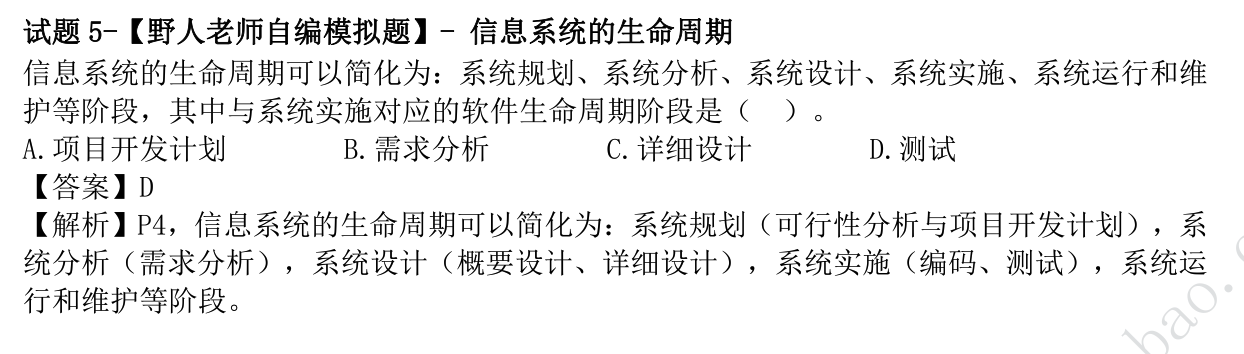 试题 5-【野人老师自编模拟题】- 信息系统的生命周期
信息系统的生命周期可以简化为：系统规划、系统分析、系统设计、系统实施、系统运行和维
护等阶段，其中与系统实施对应的软件生命周期阶段是（ ）。
A.项目开发计划 B.需求分析 C.详细设计 D.测试
【答案】D
【解析】P4，信息系统的生命周期可以简化为：系统规划（可行性分析与项目开发计划），系
统分析（需求分析），系统设计（概要设计、详细设计），系统实施（编码、测试），系统运
行和维护等阶段。
bao.